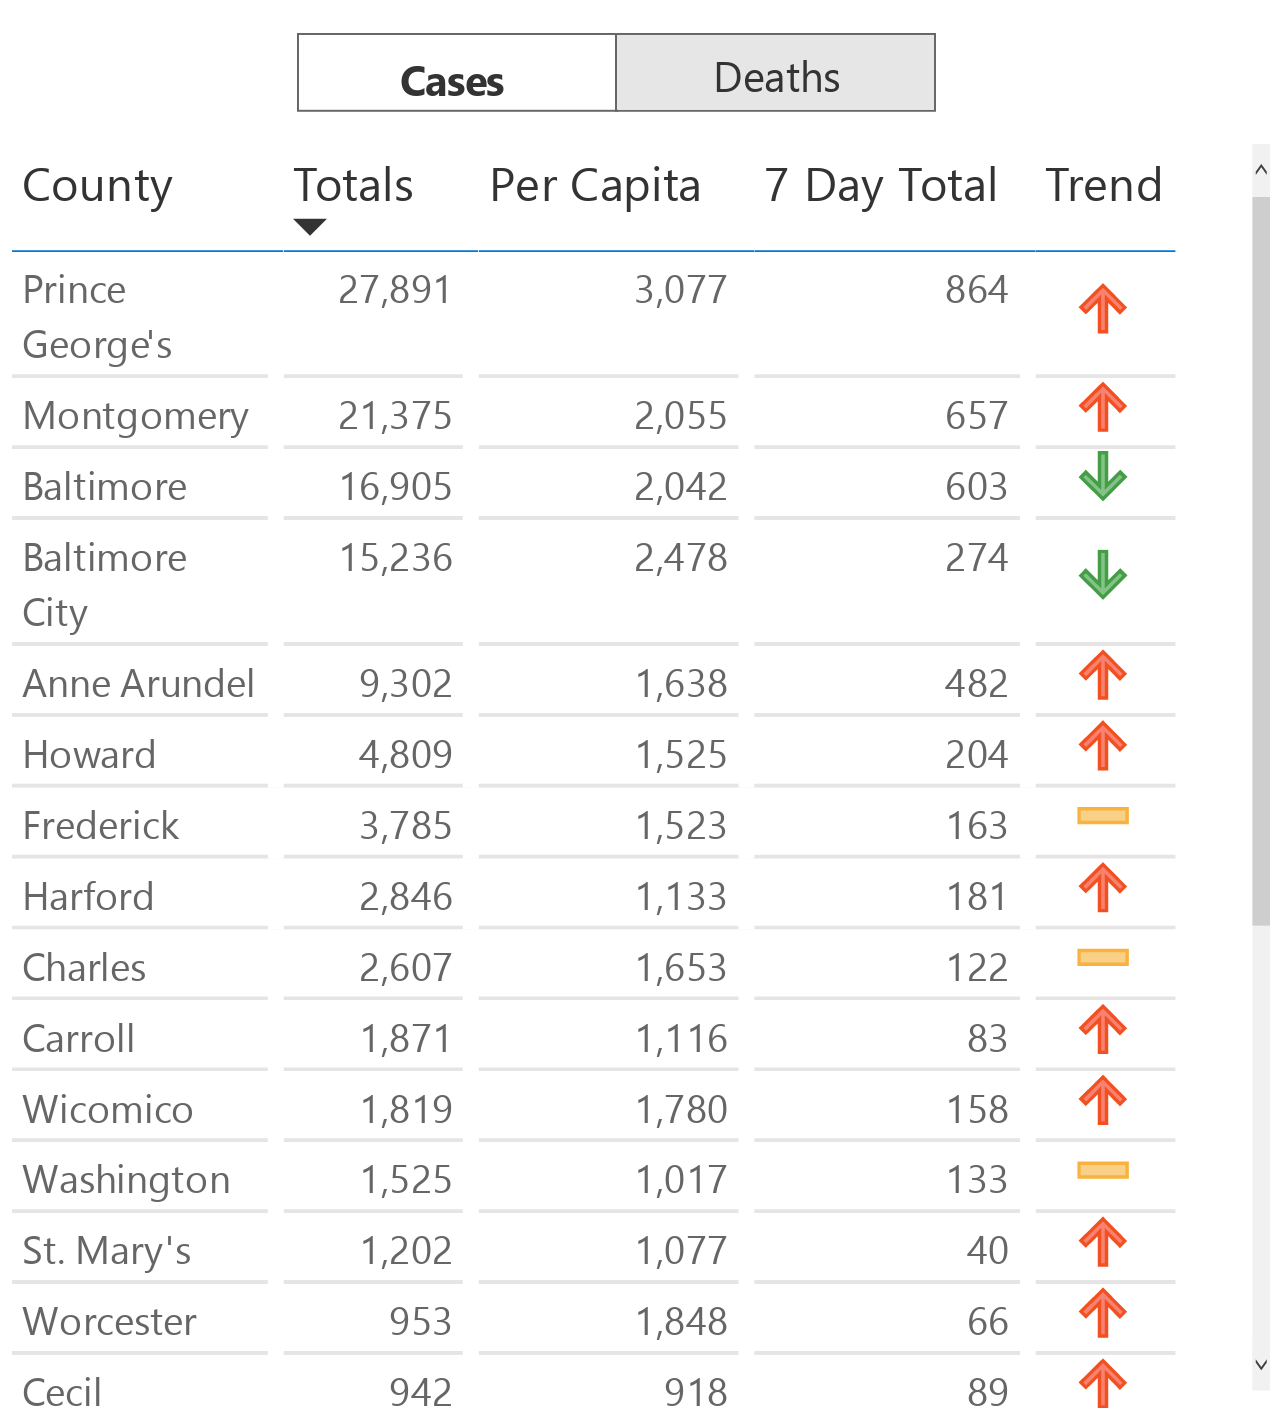 Cases Deaths
County Totals Per Capita 7 Day Total Trend
Prince 27,891 3,077 864
George's
Montgomery 21,375 2,055 657
Baltimore 16,905 2,042 603
Baltimore 15,236 2,478 274
City
Anne Arundel 9,302 1,638 482
Howard 4,809 1,525 204
Frederick 3,785 1,523 163
Harford 2,846 1,133 181
Charles 2,607 1,653 122
Carroll 1,871 1,116 83
Wicomico 1,819 1,780 158
Washington 1,525 1,017 133
St. Mary's 1,202 1,077 40
Worcester 953 1,848 66
Cecil 942 918 89